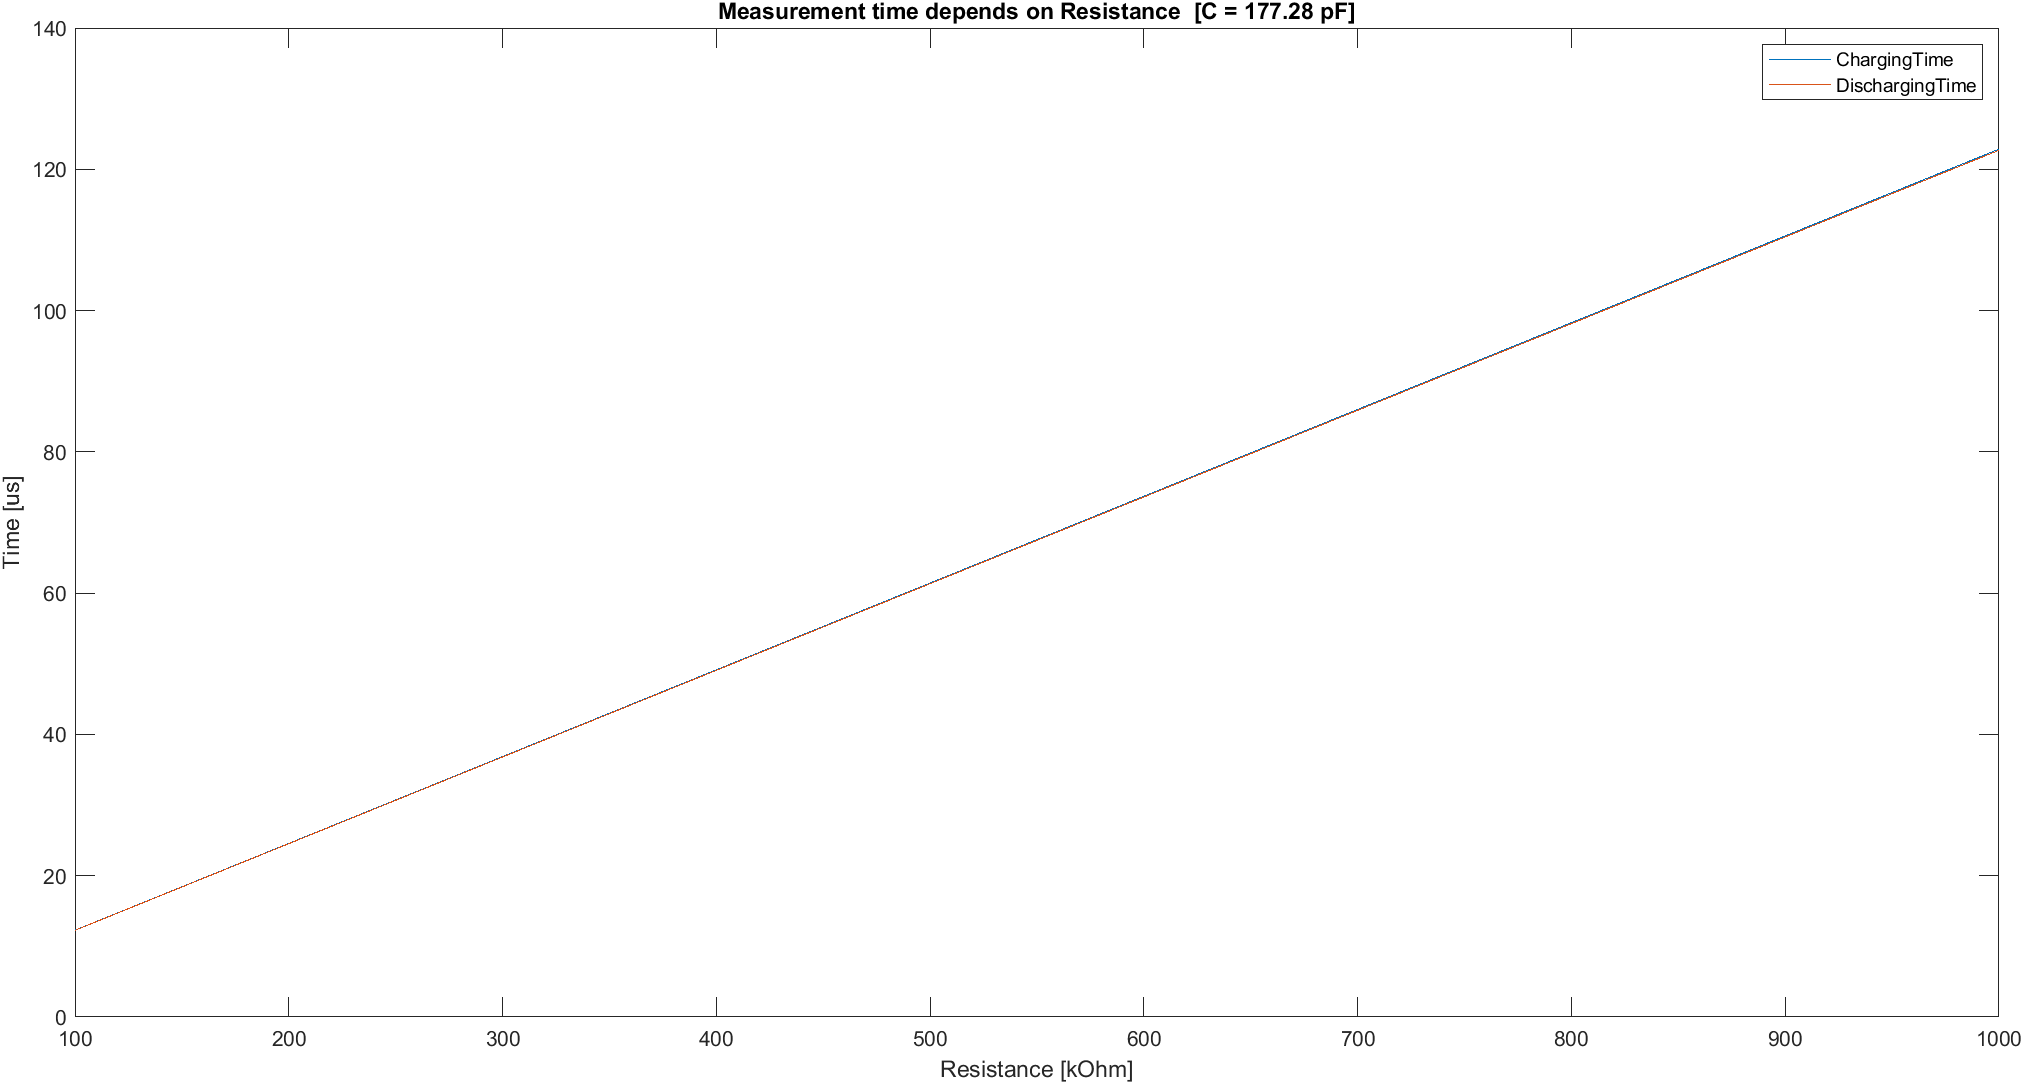 Measurement time depends on Resistance  [C = 177.28 pF]
ChargingTime
DischargingTime
140
120
100
80
60
40
20
0
Time [us]
100 200 300 400 500 600 700 800 900 1000
Resistance [kOhm]